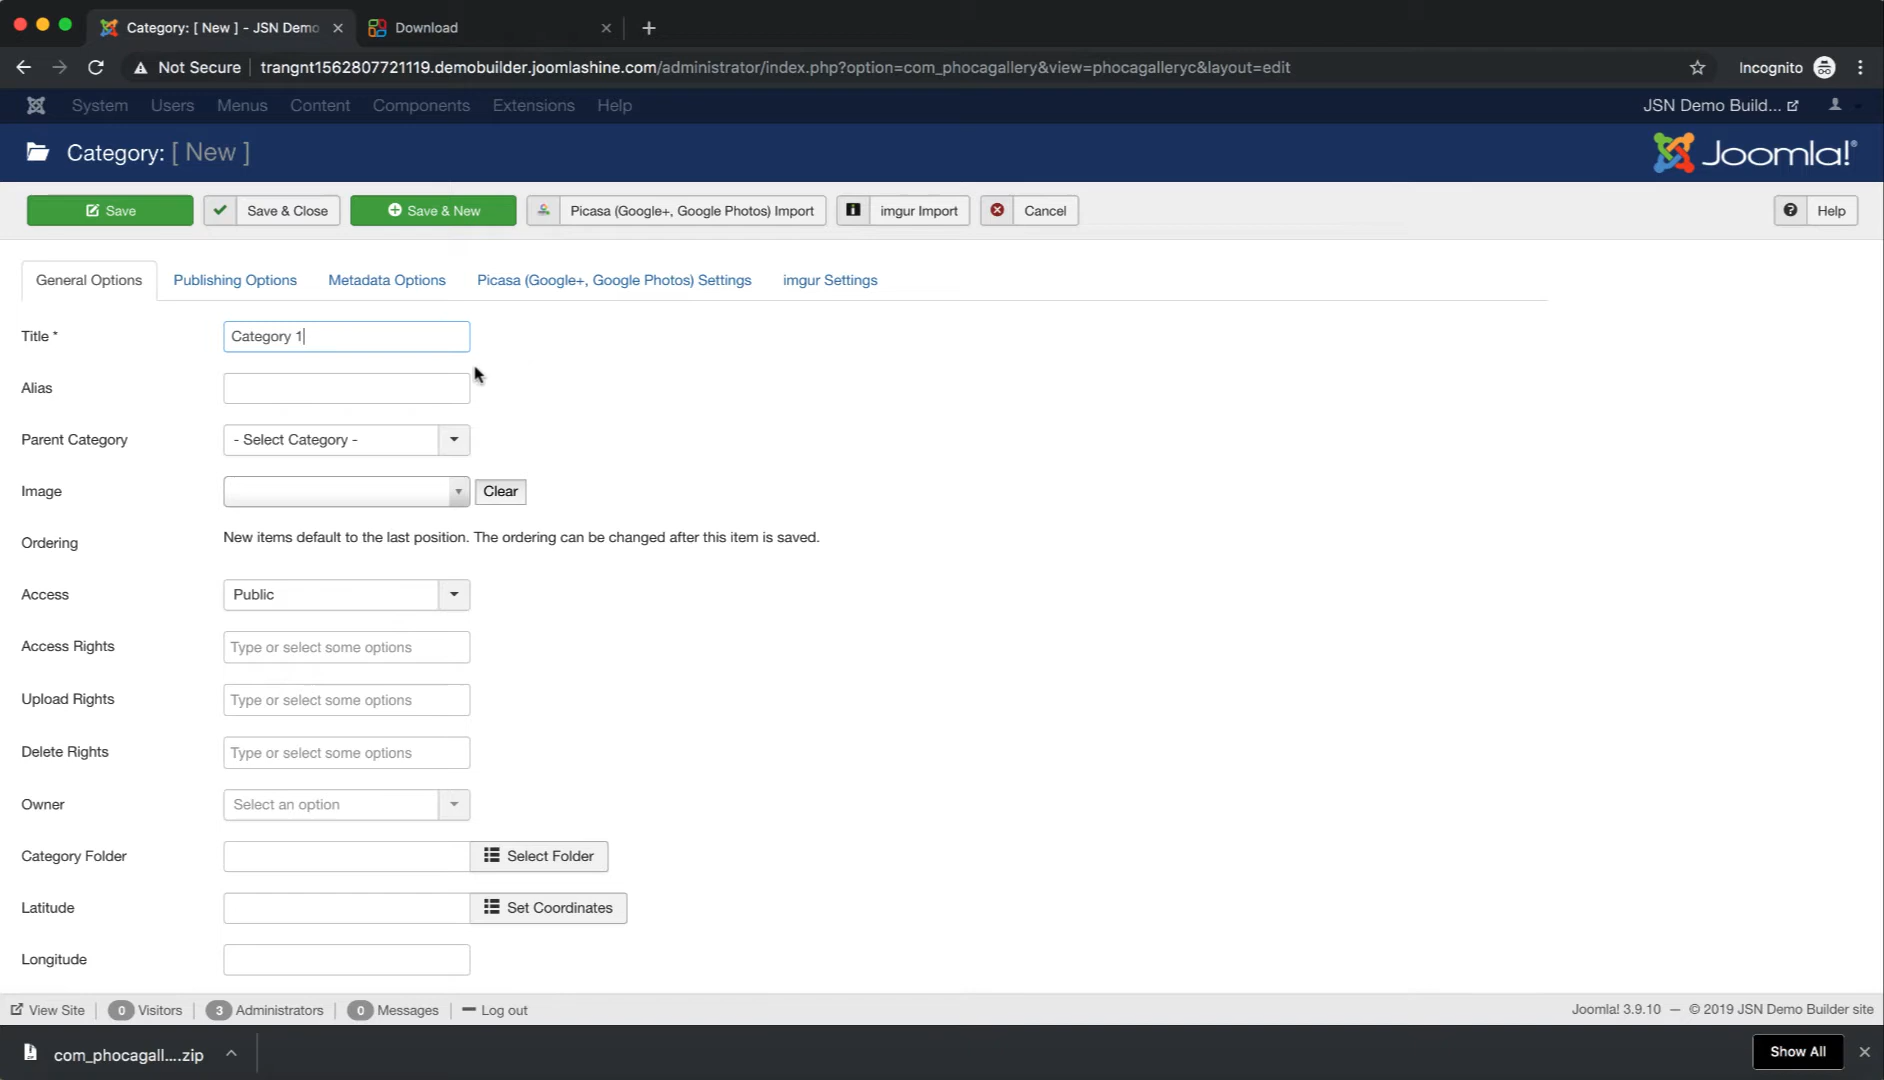 Category: [ New ] - JSN Demo
Download
Not Secure
trangnt1562807721119.demobuilder.joomlashine.com/administrator/index.php?option=com_phocagallery&view=phocagalleryc&layout=edit
Incognito
System Users Menus Content Components Extensions Help
JSN Demo Build...
Category: [ New ]
Joomla!®
Save
Save & Close
Save & New
Picasa (Google+, Google Photos) Import
imgur Import
Cancel
Help
General Options
Publishing Options
Metadata Options
Picasa (Google+, Google Photos) Settings
imgur Settings
Title *
Category 1
Alias
Parent Category
- Select Category -
Image
Clear
Ordering
New items default to the last position. The ordering can be changed after this item is saved.
Access
Public
Access Rights
Type or select some options
Upload Rights
Type or select some options
Delete Rights
Type or select some options
Owner
Select an option
Category Folder
Select Folder
Latitude
Set Coordinates
Longitude
View Site
0 Visitors
3 Administrators
0 Messages
Log out
Joomla! 3.9.10 — © 2019 JSN Demo Builder site
com_phocagall....zip
Show All